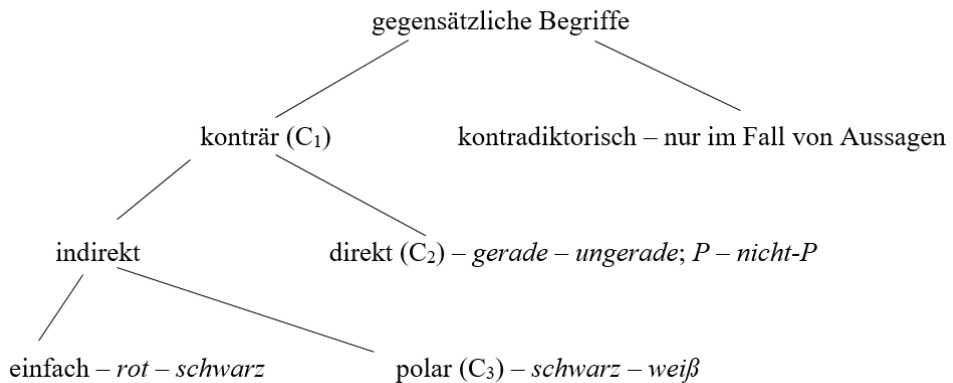 gegensätzliche Begriffe
konträr (C₁) kontradiktorisch – nur im Fall von Aussagen
indirekt direkt (C₂) – gerade – ungerade; P – nicht-P
einfach – rot – schwarz polar (C₃) – schwarz – weiß